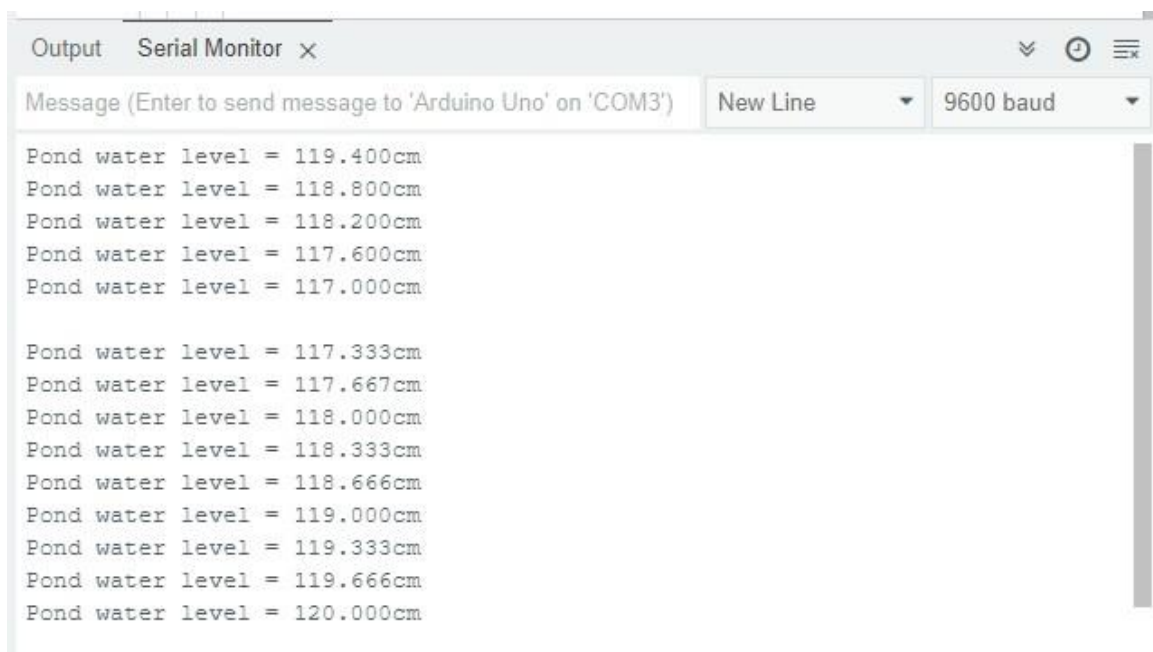 Output Serial Monitor
Message (Enter to send message to 'Arduino Uno' on 'COM3') New Line 9600 baud
Pond water level = 119.400cm
Pond water level = 118.800cm
Pond water level = 118.200cm
Pond water level = 117.600cm
Pond water level = 117.000cm
Pond water level = 117.333cm
Pond water level = 117.667cm
Pond water level = 118.000cm
Pond water level = 118.333cm
Pond water level = 118.666cm
Pond water level = 119.000cm
Pond water level = 119.333cm
Pond water level = 119.666cm
Pond water level = 120.000cm